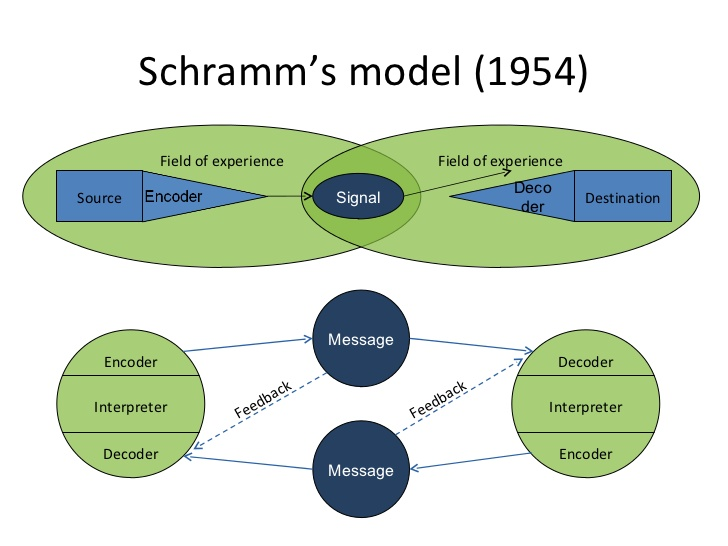 Schramm’s model (1954)
Field of experience
Field of experience
Source
Encoder
Signal
Deco
der
Destination
Message
Encoder
Interpreter
Decoder
Feedback
Feedback
Decoder
Interpreter
Encoder
Message